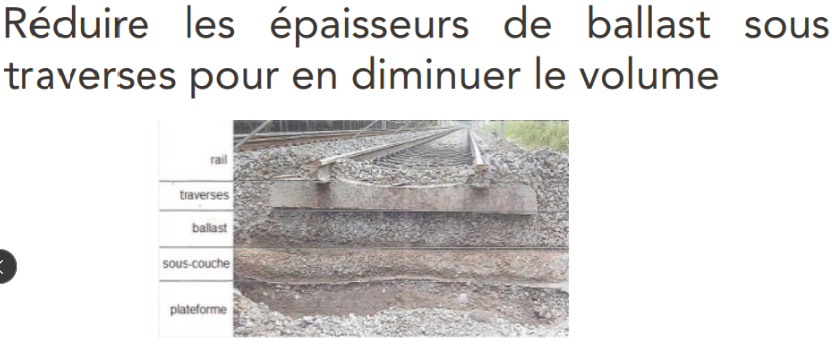 Réduire les épaisseurs de ballast sous
traverses pour en diminuer le volume
rail
traverses
ballast
sous-couche
plateforme